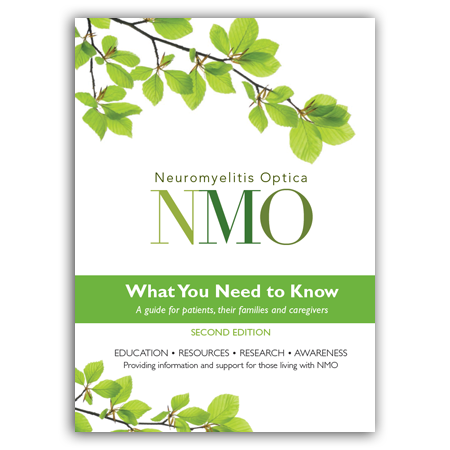 Neuromyelitis Optica
NMO
What You Need to Know
A guide for patients, their families and caregivers
SECOND EDITION
EDUCATION • RESOURCES • RESEARCH • AWARENESS
Providing information and support for those living with NMO